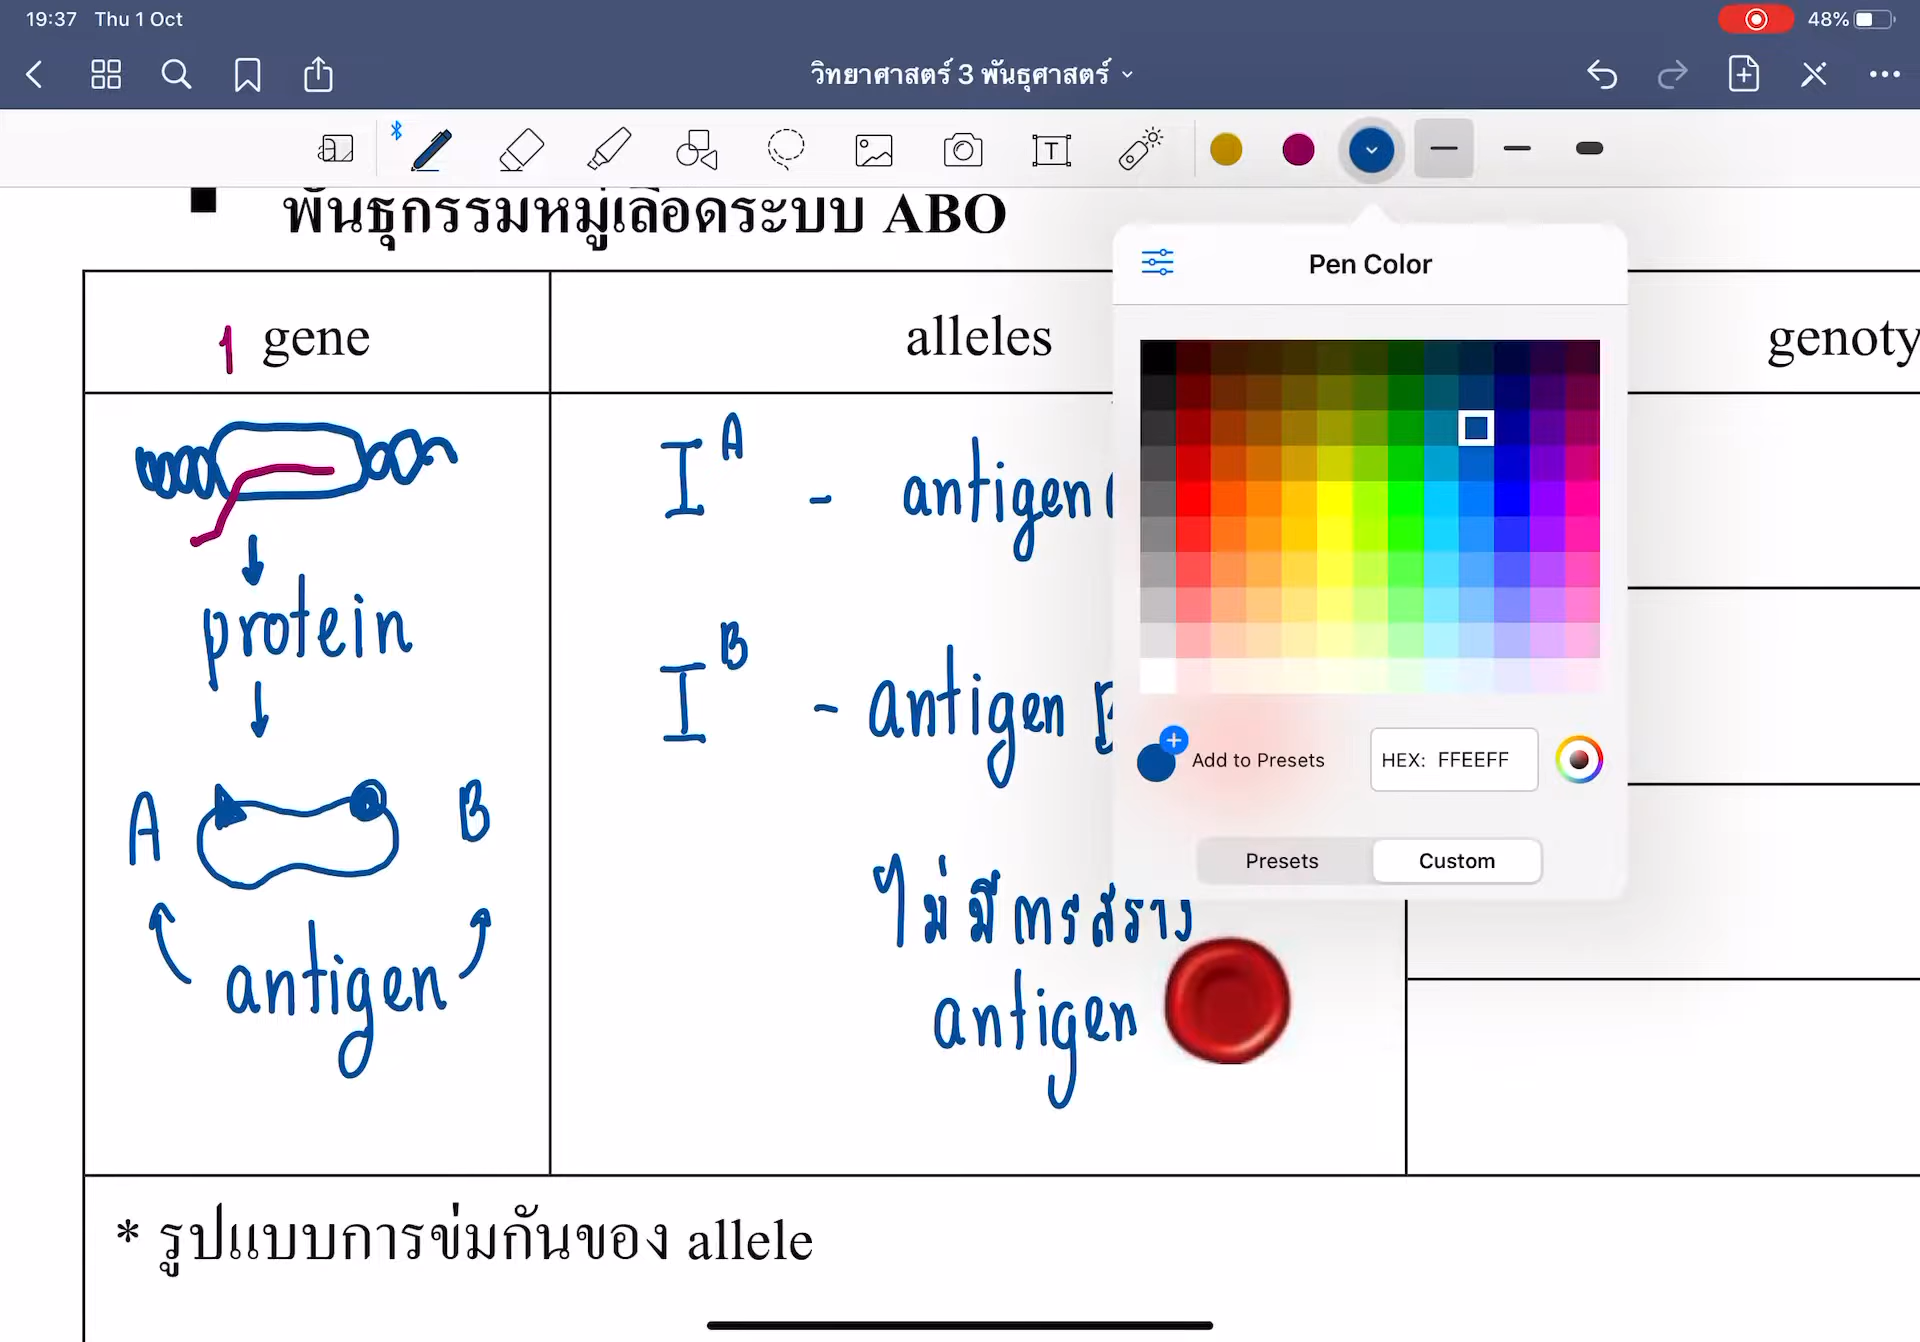 19:37 Thu 1 Oct
48%
วิทยาศาสตร์ 3 พันธุศาสตร์
พันธุกรรมหมู่เลือดระบบ ABO
1 gene
alleles
genoty
Pen Color
I A - antigen
protein
I B - antigen B
Add to Presets
HEX: FFEEFF
Presets
Custom
A
B
ไม่มีการสร้าง
antigen
antigen
* รูปแบบการข่มกันของ allele